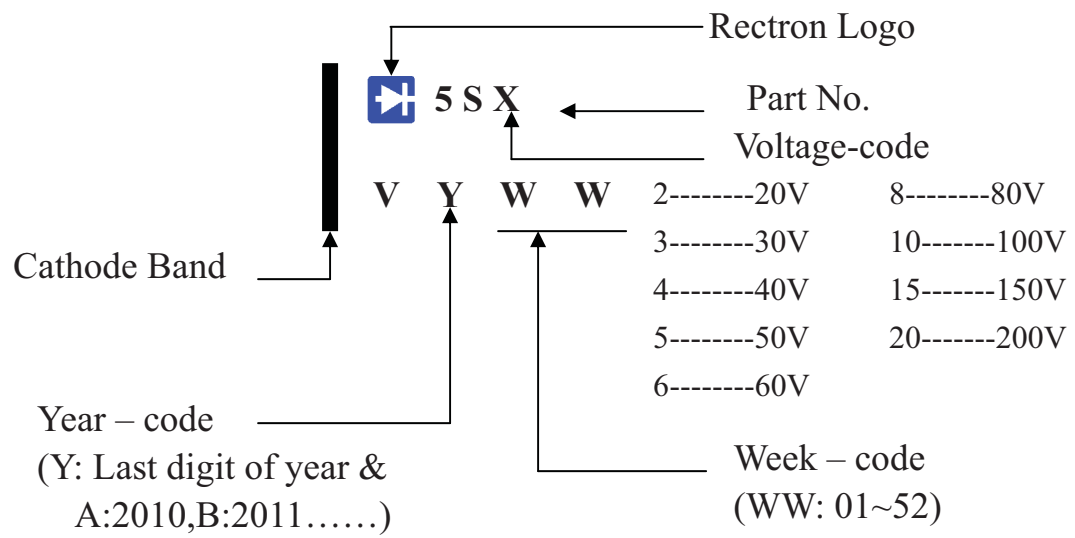 Rectron Logo
5 S X
Part No.
Voltage-code
V Y W W
2--------20V 8--------80V
3--------30V 10-------100V
4--------40V 15-------150V
5--------50V 20-------200V
6--------60V
Cathode Band
Year – code
(Y: Last digit of year &
A:2010,B:2011……)
Week – code
(WW: 01~52)